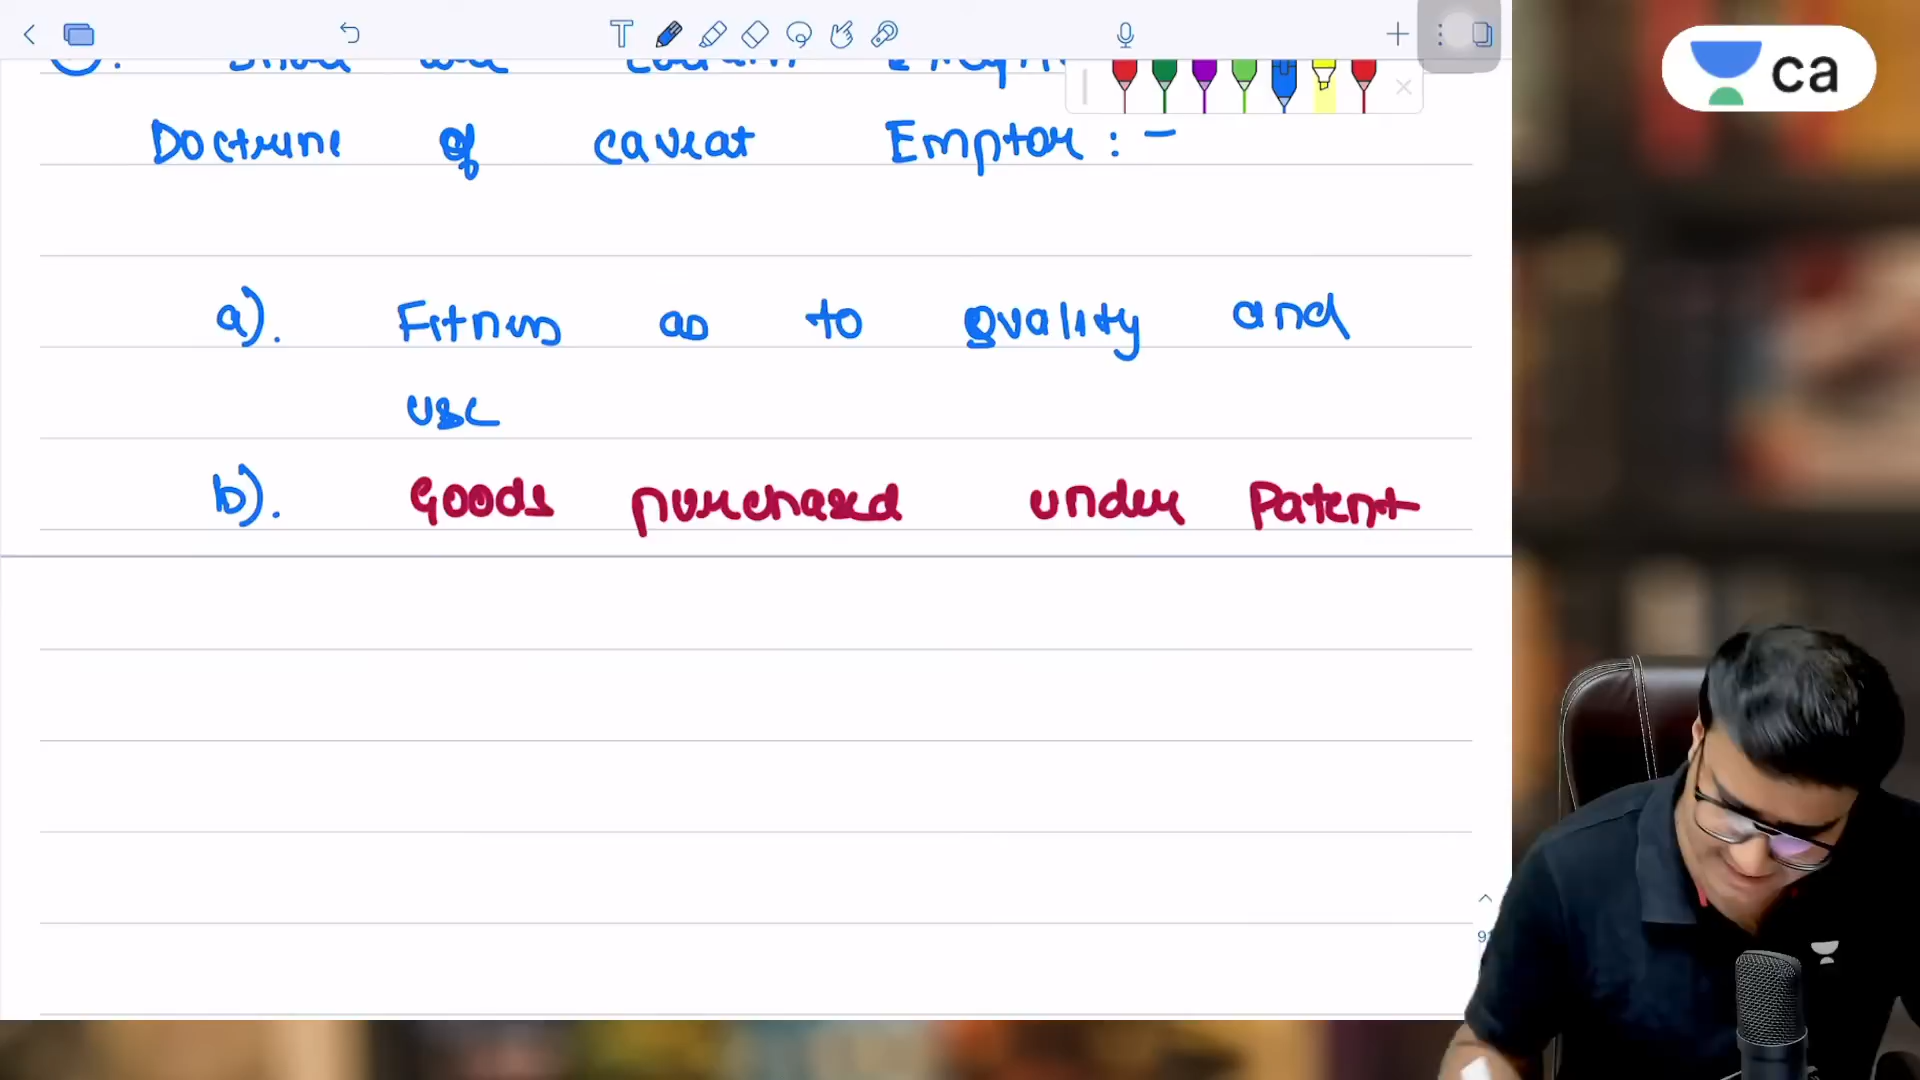 ca
Doctrine of caveat Emptor : -
a). Fitness as to quality and
use
b). Goods purchased under Patent